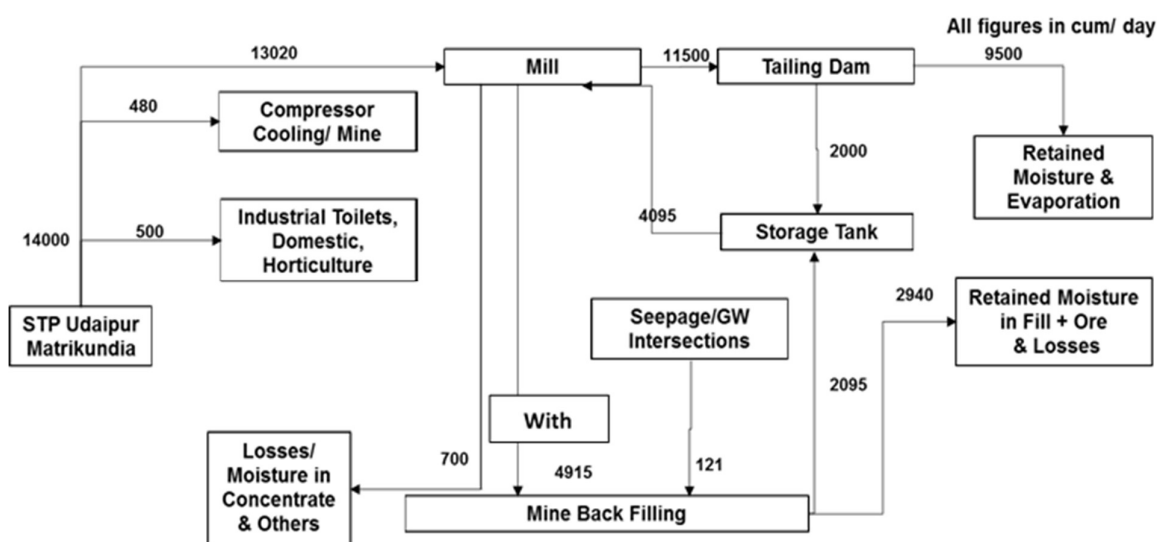 All figures in cum/ day
13020
Mill
11500
Tailing Dam
9500
480
Compressor
Cooling/ Mine
2000
Retained
Moisture &
Evaporation
Industrial Toilets,
Domestic,
Horticulture
14000
500
4095
Storage Tank
STP Udaipur
Matrikundia
Seepage/GW
Intersections
2940
Retained Moisture
in Fill + Ore
& Losses
2095
With
Losses/
Moisture in
Concentrate
& Others
700
4915
121
Mine Back Filling